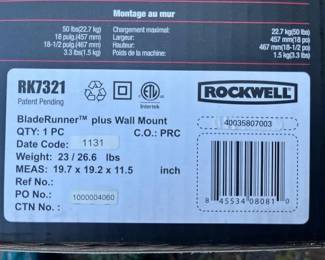 Montage au mur
50 lbs(22.7 kg) Chargement maximal: 22.7 kg(50 lbs)
18 pulg.(457 mm) Largeur: 457 mm(18 po)
18-1/2 pulg.(467 mm) Hauteur: 467 mm(18-1/2 po)
3.3 lbs(1.5 kg) Poids de la machine: 1.5 kg(3.3 lbs)
RK7321
Patent Pending
Intertek
ROCKWELL
BladeRunner™ plus Wall Mount
40035807003
QTY: 1 PC C.O.: PRC
Date Code: 1131
Weight: 23 / 26.6 lbs
MEAS: 19.7 x 19.2 x 11.5 inch
Ref No.:
PO No.: 1000004060
CTN No.:
8 45534 08081 0